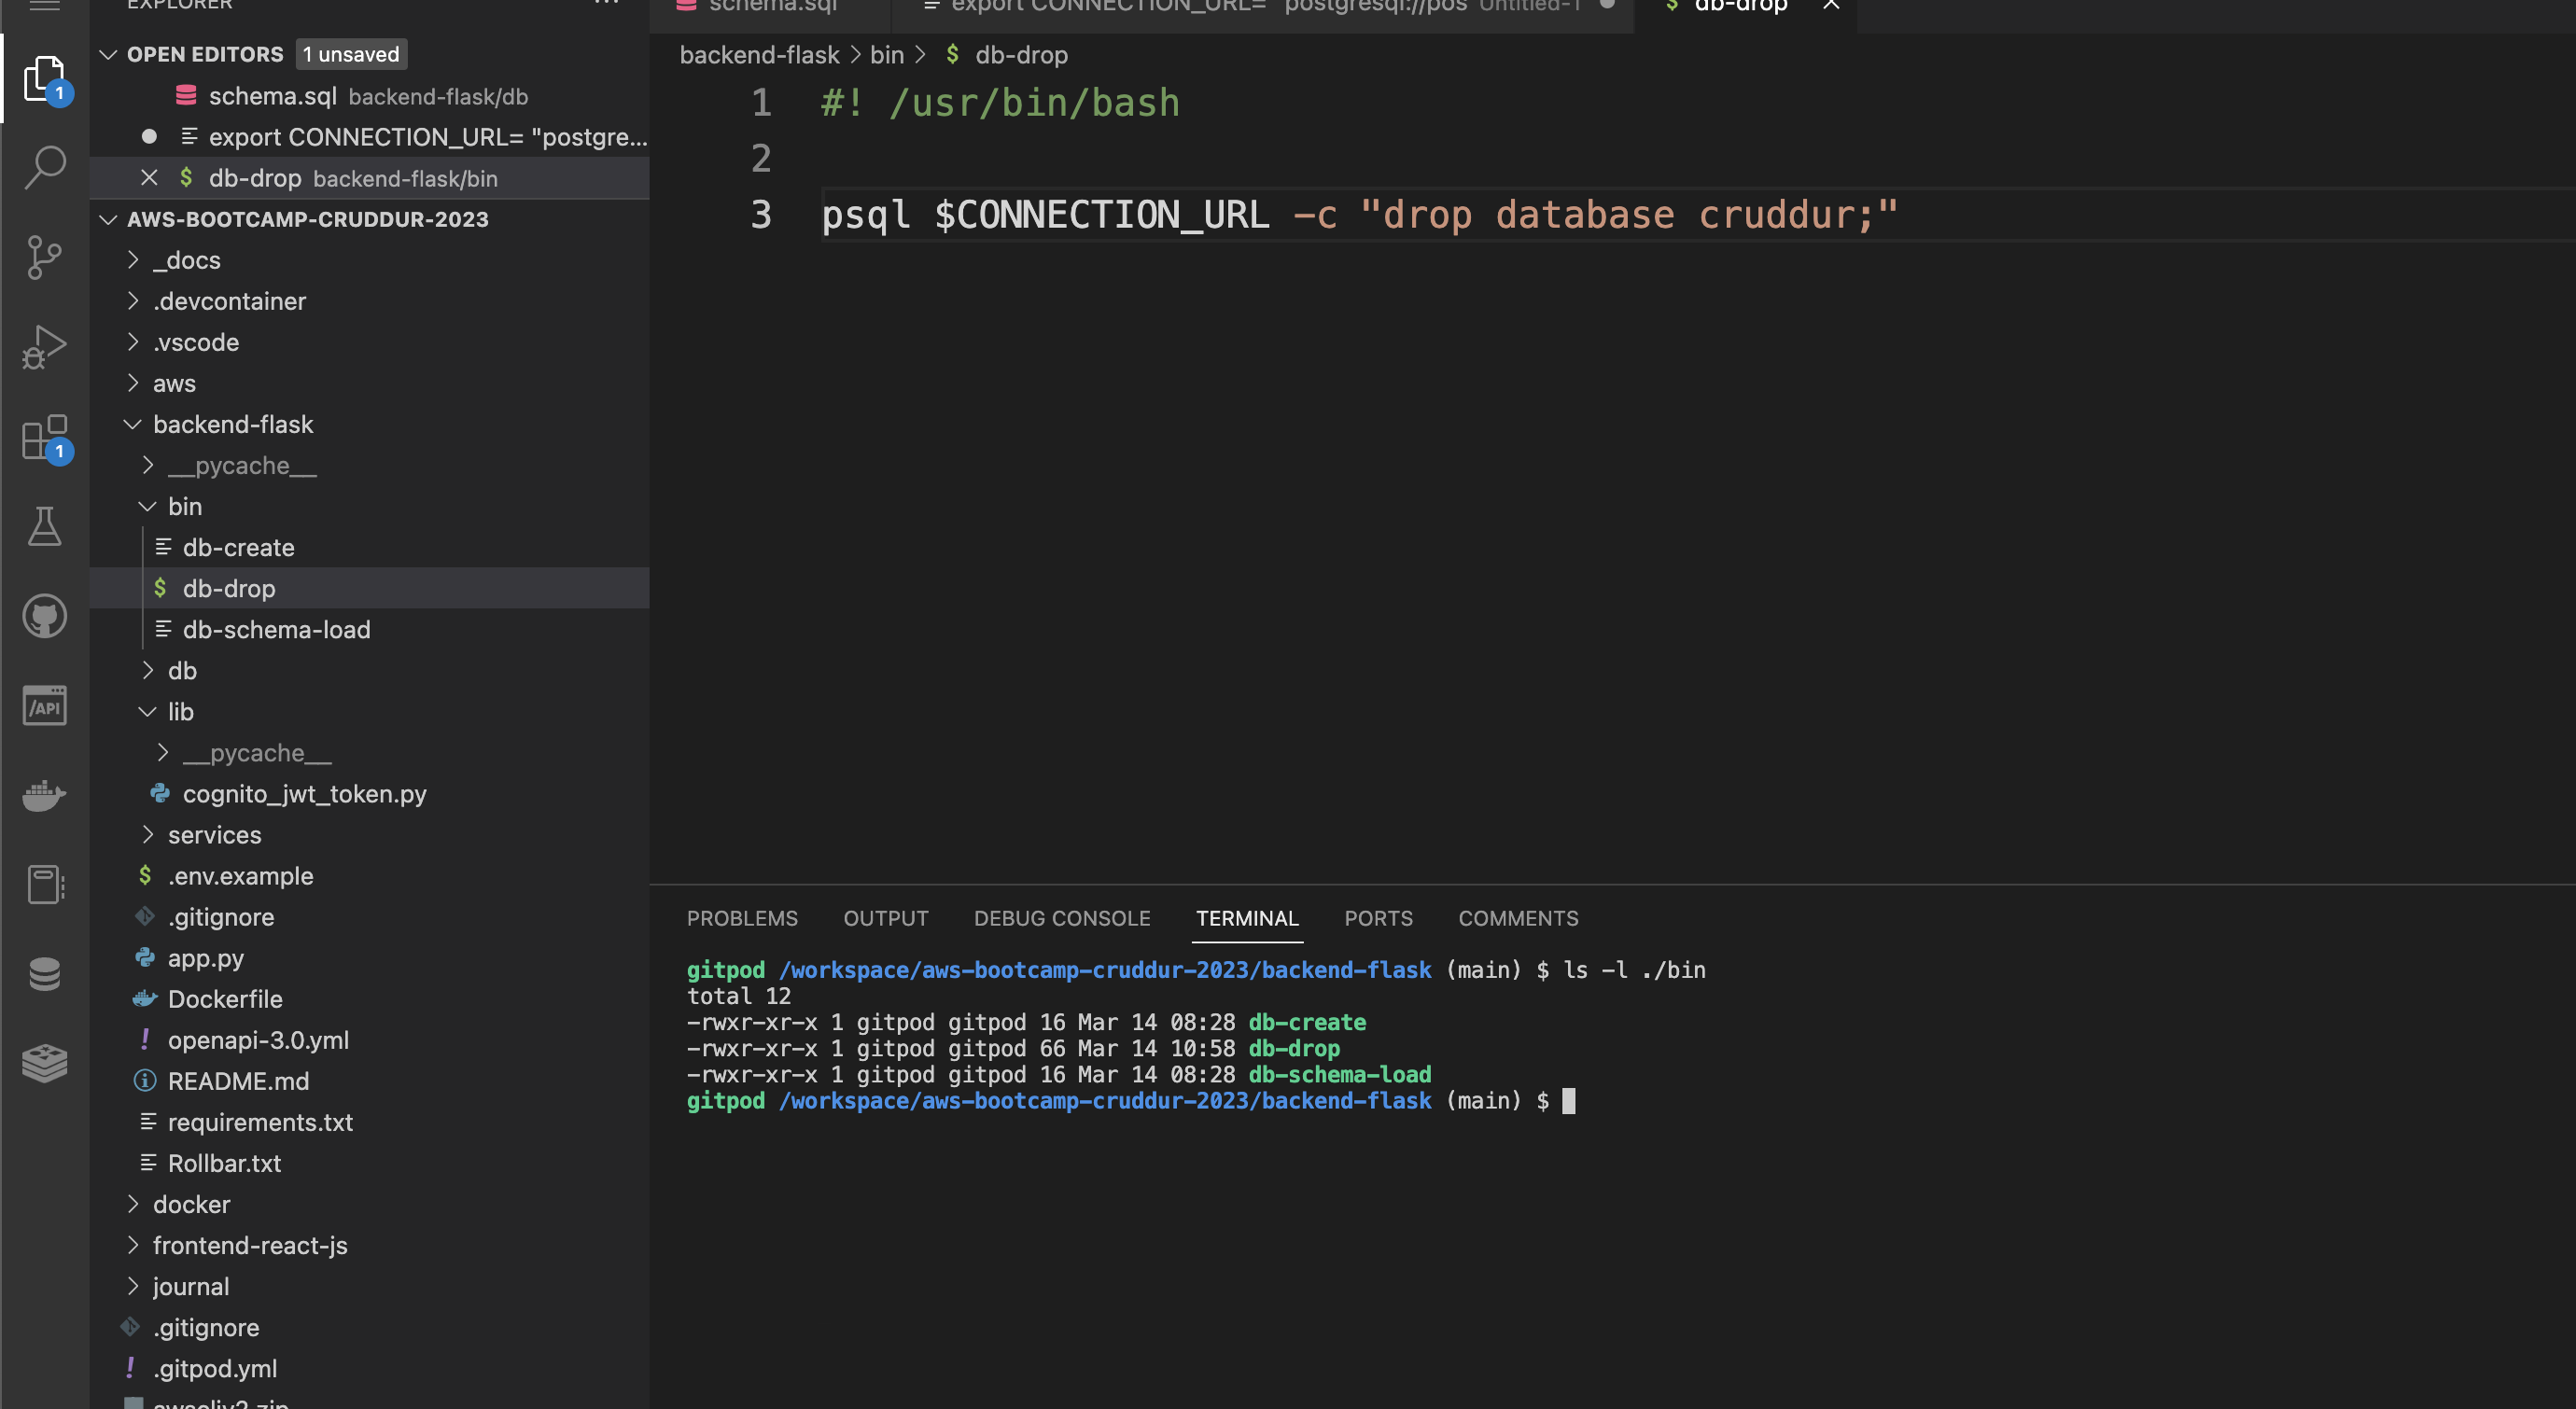 EXPLORER
OPEN EDITORS 1 unsaved
schema.sql backend-flask/db
export CONNECTION_URL= "postgre...
db-drop backend-flask/bin
AWS-BOOTCAMP-CRUDDUR-2023
_docs
.devcontainer
.vscode
aws
backend-flask
__pycache__
bin
db-create
db-drop
db-schema-load
db
lib
__pycache__
cognito_jwt_token.py
services
.env.example
.gitignore
app.py
Dockerfile
openapi-3.0.yml
README.md
requirements.txt
Rollbar.txt
docker
frontend-react-js
journal
.gitignore
.gitpod.yml
awscliv2.zip
1
1
/API
schema.sql export CONNECTION_URL= "postgresql://pos Untitled-1 db-drop
backend-flask > bin > $ db-drop
1 #! /usr/bin/bash
2
3 psql $CONNECTION_URL -c "drop database cruddur;"
PROBLEMS OUTPUT DEBUG CONSOLE TERMINAL PORTS COMMENTS
gitpod /workspace/aws-bootcamp-cruddur-2023/backend-flask (main) $ ls -l ./bin
total 12
-rwxr-xr-x 1 gitpod gitpod 16 Mar 14 08:28 db-create
-rwxr-xr-x 1 gitpod gitpod 66 Mar 14 10:58 db-drop
-rwxr-xr-x 1 gitpod gitpod 16 Mar 14 08:28 db-schema-load
gitpod /workspace/aws-bootcamp-cruddur-2023/backend-flask (main) $